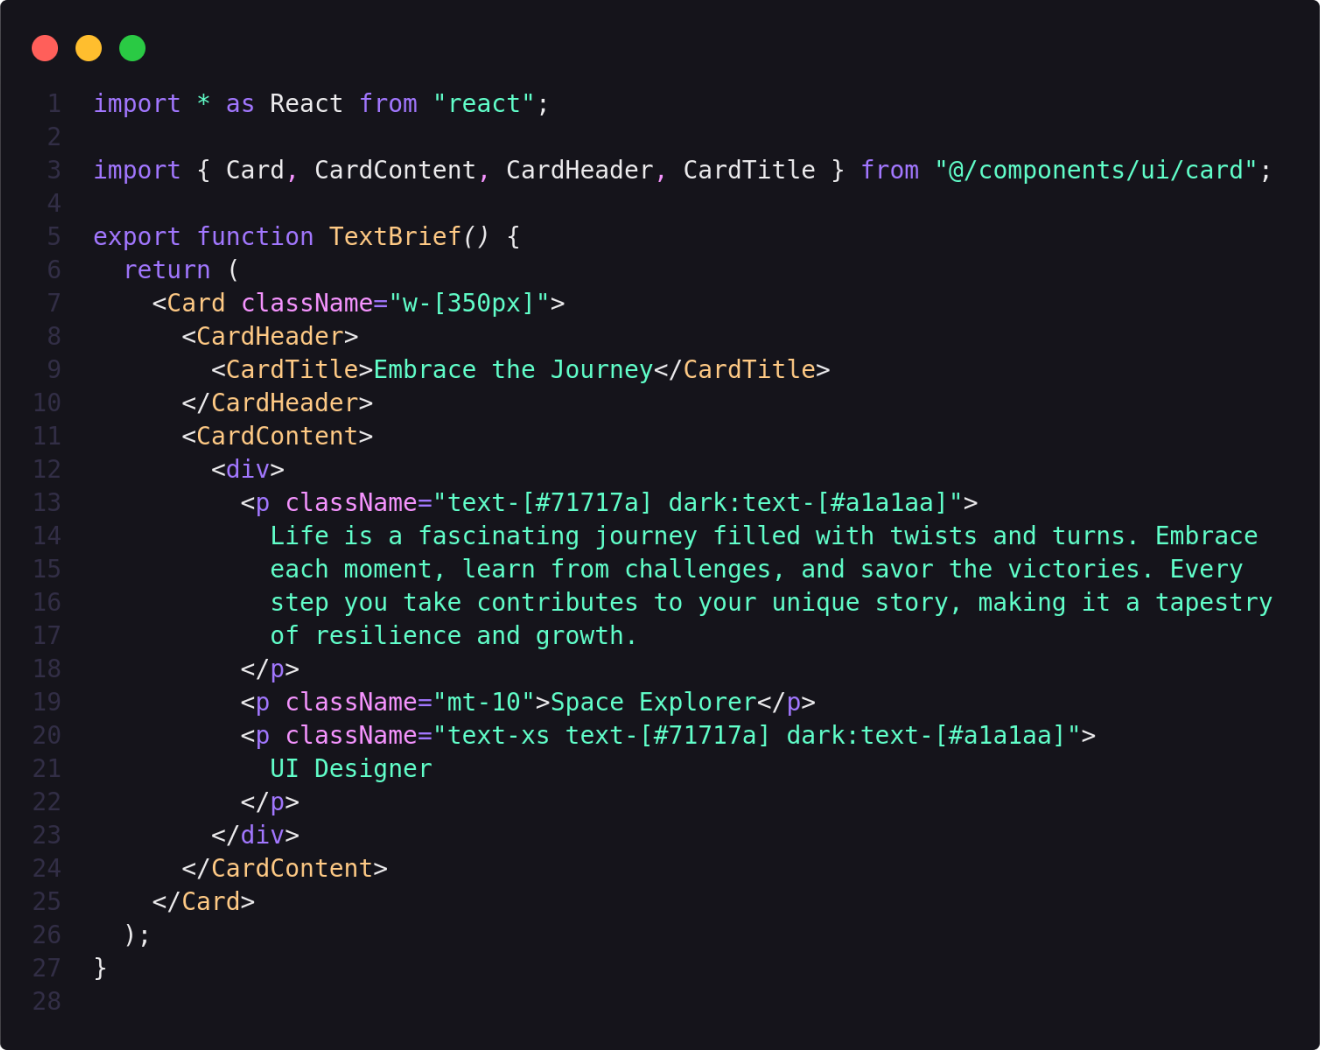 1 import * as React from "react";
2
3 import { Card, CardContent, CardHeader, CardTitle } from "@/components/ui/card";
4
5 export function TextBrief() {
6   return (
7     <Card className="w-[350px]">
8       <CardHeader>
9         <CardTitle>Embrace the Journey</CardTitle>
10       </CardHeader>
11       <CardContent>
12         <div>
13           <p className="text-[#71717a] dark:text-[#a1a1aa]">
14             Life is a fascinating journey filled with twists and turns. Embrace
15             each moment, learn from challenges, and savor the victories. Every
16             step you take contributes to your unique story, making it a tapestry
17             of resilience and growth.
18           </p>
19           <p className="mt-10">Space Explorer</p>
20           <p className="text-xs text-[#71717a] dark:text-[#a1a1aa]">
21             UI Designer
22           </p>
23         </div>
24       </CardContent>
25     </Card>
26   );
27 }
28